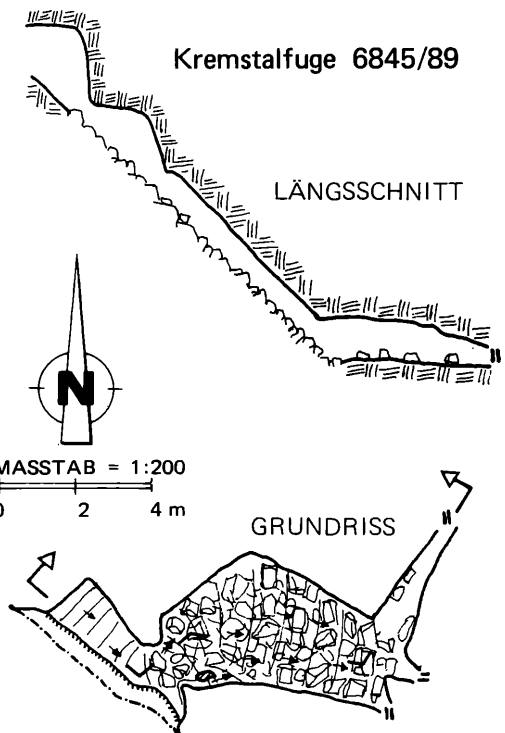 Kremstalfuge 6845/89
LÄNGSSCHNITT
N
MASSTAB = 1:200
0 2 4 m
GRUNDRISS